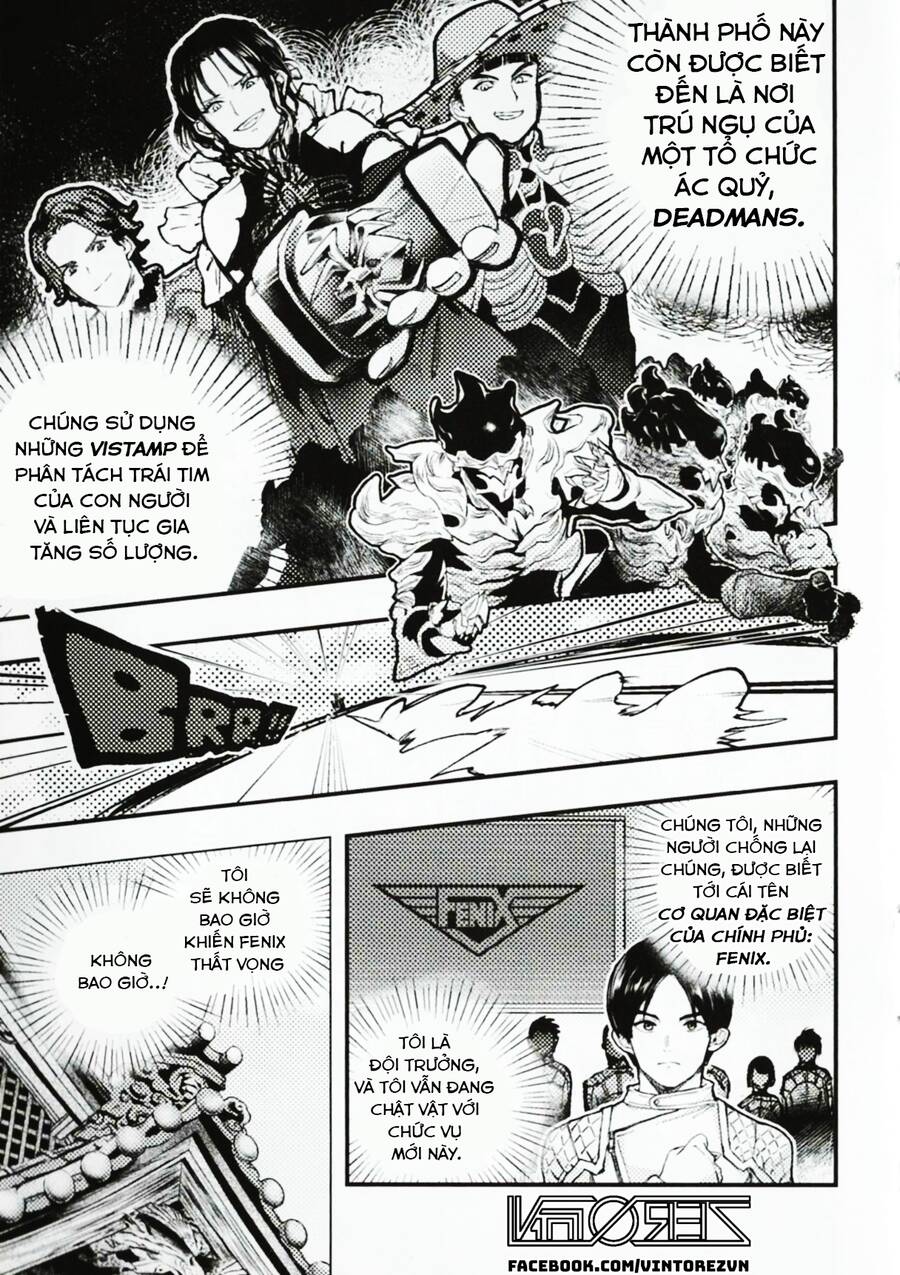 THÀNH PHỐ NÀY
CÒN ĐƯỢC BIẾT
ĐẾN LÀ NƠI
TRÚ NGỤ CỦA
MỘT TỔ CHỨC
ÁC QUỶ,
DEADMANS.
CHÚNG SỬ DỤNG
NHỮNG VISTAMP ĐỂ
PHÂN TÁCH TRÁI TIM
CỦA CON NGƯỜI
VÀ LIÊN TỤC GIA
TĂNG SỐ LƯỢNG.
CHÚNG TÔI, NHỮNG
NGƯỜI CHỐNG LẠI
CHÚNG, ĐƯỢC BIẾT
TỚI CÁI TÊN
CƠ QUAN ĐẶC BIỆT
CỦA CHÍNH PHỦ:
FENIX.
FENIX
TÔI LÀ
ĐỘI TRƯỞNG,
VÀ TÔI VẪN ĐANG
CHẬT VẬT VỚI
CHỨC VỤ
MỚI NÀY.
TÔI
SẼ KHÔNG
BAO GIỜ
KHIẾN FENIX
THẤT VỌNG
KHÔNG
BAO GIỜ..!
FACEBOOK.COM/VINTOREZVN